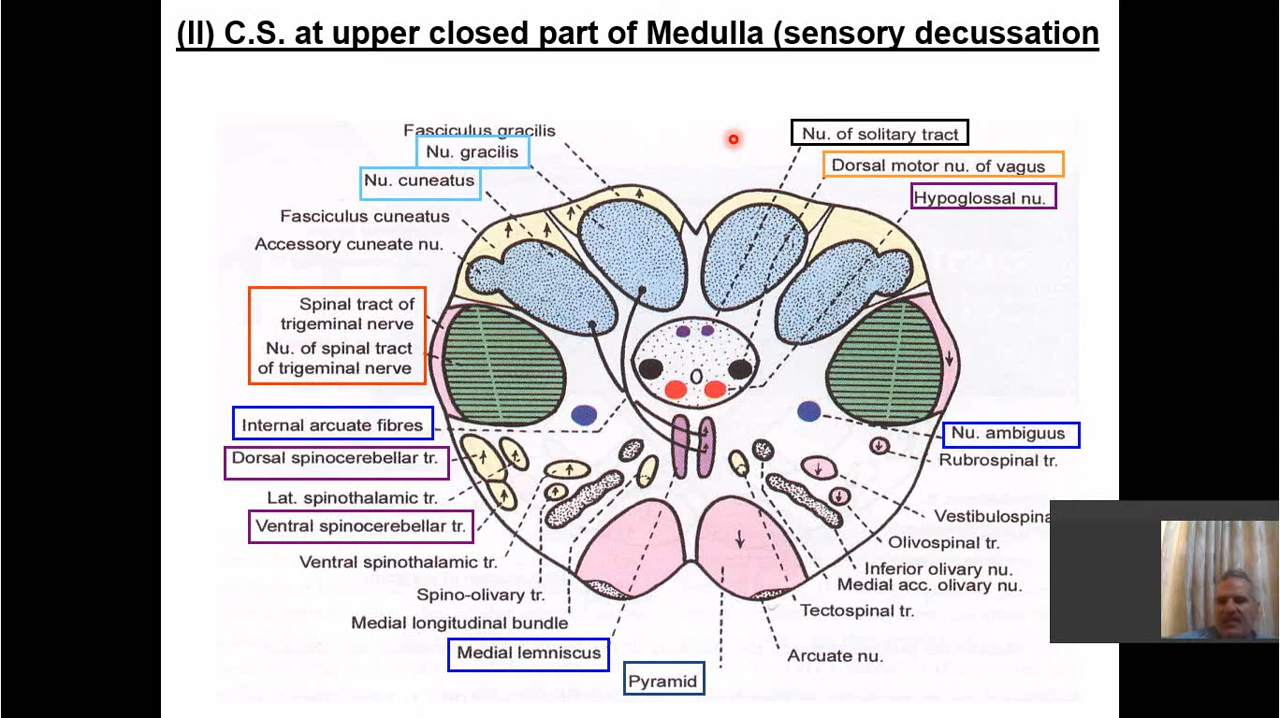 (II) C.S. at upper closed part of Medulla (sensory decussation
Fasciculus gracilis
Nu. gracilis
Nu. cuneatus
Fasciculus cuneatus
Accessory cuneate nu.
Spinal tract of
trigeminal nerve
Nu. of spinal tract
of trigeminal nerve
Internal arcuate fibres
Dorsal spinocerebellar tr.
Lat. spinothalamic tr.
Ventral spinocerebellar tr.
Ventral spinothalamic tr.
Spino-olivary tr.
Medial longitudinal bundle
Medial lemniscus
Pyramid
Nu. of solitary tract
Dorsal motor nu. of vagus
Hypoglossal nu.
Nu. ambiguus
Rubrospinal tr.
Vestibulospina
Olivospinal tr.
Inferior olivary nu.
Medial acc. olivary nu.
Tectospinal tr.
Arcuate nu.